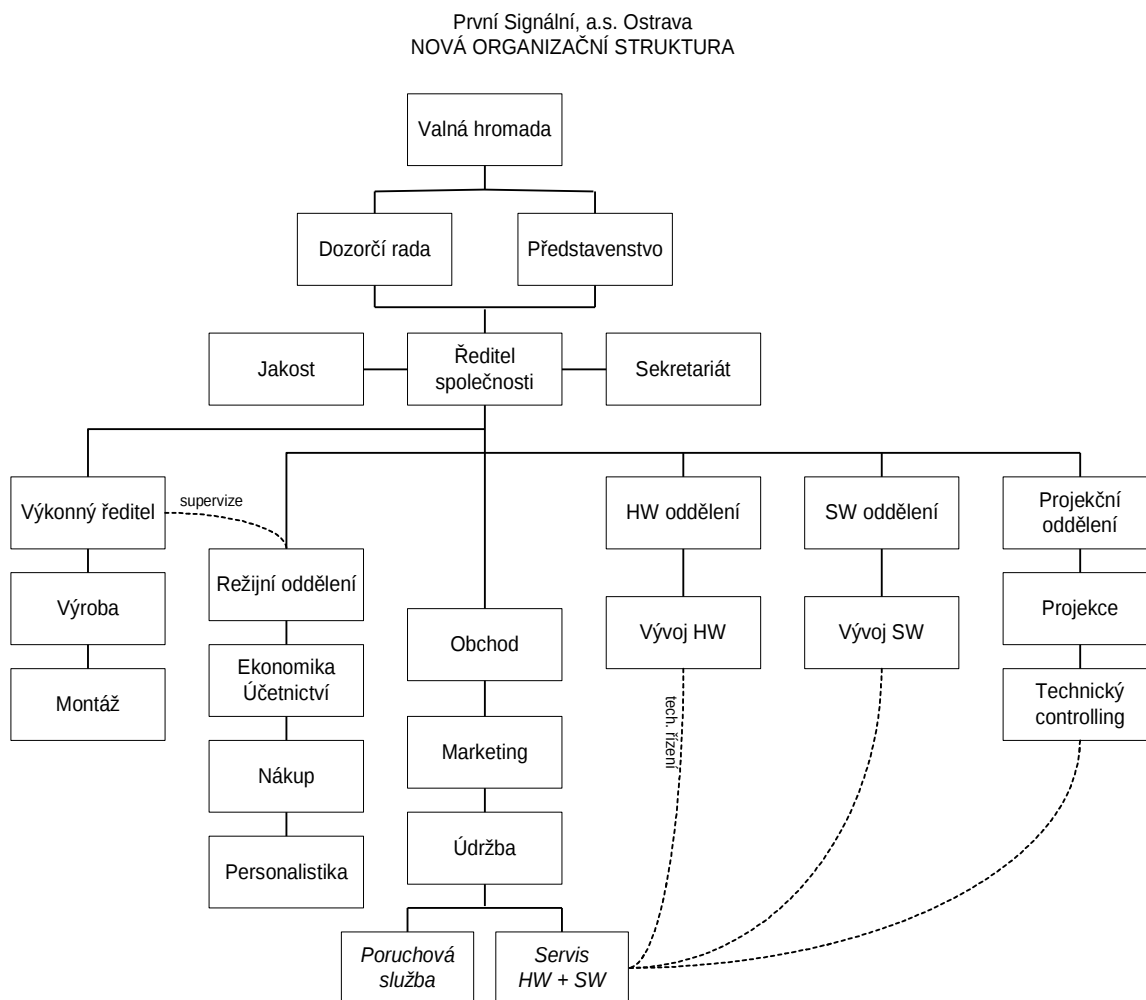 První Signální, a.s. Ostrava
NOVÁ ORGANIZAČNÍ STRUKTURA
Valná hromada
Dozorčí rada
Představenstvo
Jakost
Ředitel
společnosti
Sekretariát
Výkonný ředitel
supervize
HW oddělení
SW oddělení
Projekční
oddělení
Režijní oddělení
Výroba
Obchod
Vývoj HW
Vývoj SW
Projekce
Ekonomika
Účetnictví
Montáž
tech. řízení
Technický
controlling
Marketing
Nákup
Údržba
Personalistika
Poruchová
služba
Servis
HW + SW